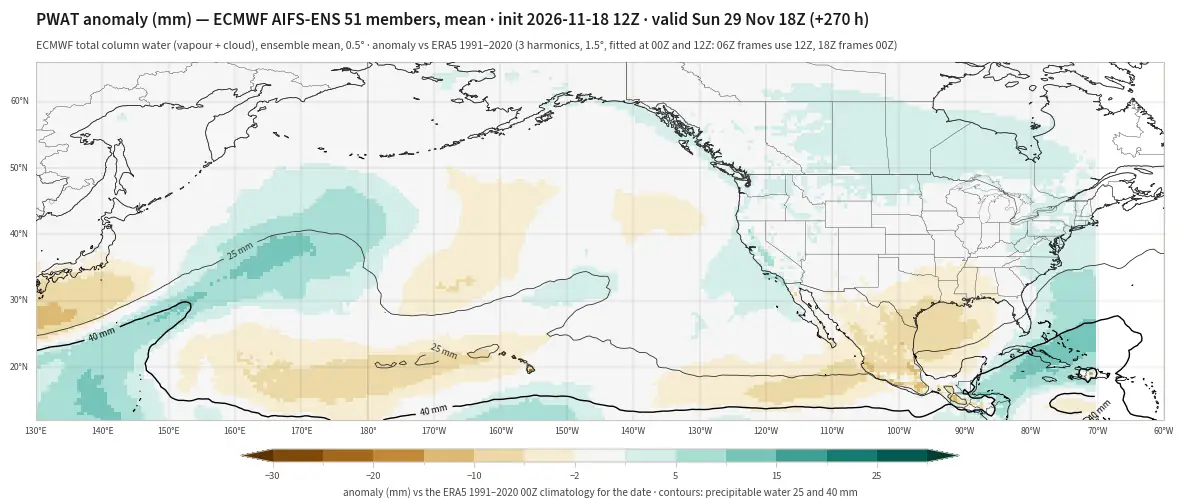 PWAT anomaly (mm) — ECMWF AIFS-ENS 51 members, mean · init 2026-11-18 12Z · valid Sun 29 Nov 18Z (+270 h)
ECMWF total column water (vapour + cloud), ensemble mean, 0.5° · anomaly vs ERA5 1991–2020 (3 harmonics, 1.5°, fitted at 00Z and 12Z: 06Z frames use 12Z, 18Z frames 00Z)
60°N
50°N
40°N
30°N
20°N
25 mm
40 mm
25 mm
40 mm
40 mm
130°E 140°E 150°E 160°E 170°E 180° 170°W 160°W 150°W 140°W 130°W 120°W 110°W 100°W 90°W 80°W 70°W 60°W
−30 −20 −10 −2 5 15 25
anomaly (mm) vs the ERA5 1991–2020 00Z climatology for the date · contours: precipitable water 25 and 40 mm